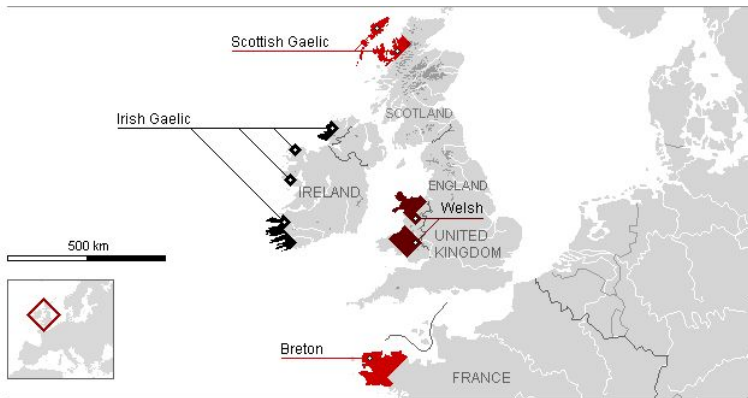 Scottish Gaelic
SCOTLAND
Irish Gaelic
IRELAND
ENGLAND
Welsh
UNITED
KINGDOM
500 km
Breton
FRANCE